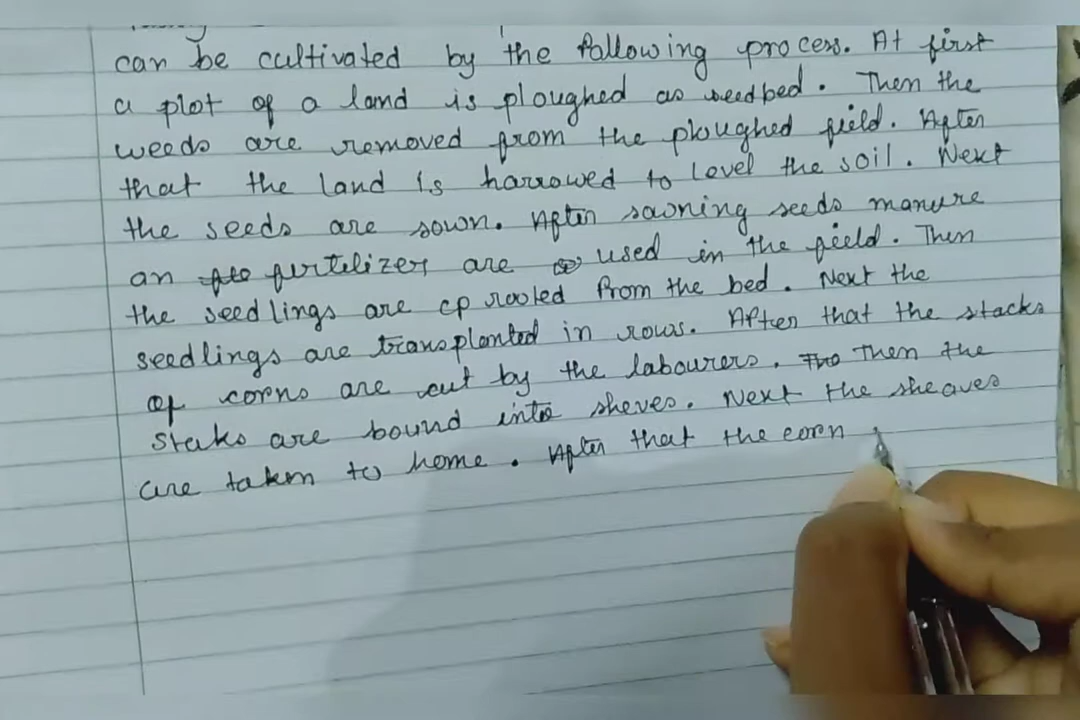 can be cultivated by the following process. At first
a plot of a land is ploughed as seedbed. Then the
weeds are removed from the ploughed field. After
that the land is harrowed to level the soil. Next
the seeds are sown. After sowning seeds manure
an fertilizer are used in the field. Then
the seedlings are up rooted from the bed. Next the
seedlings are transplanted in rows. After that the stacks
of corns are cut by the labourers. Then the
staks are bound into sheves. Next the sheaves
are taken to home. After that the corn